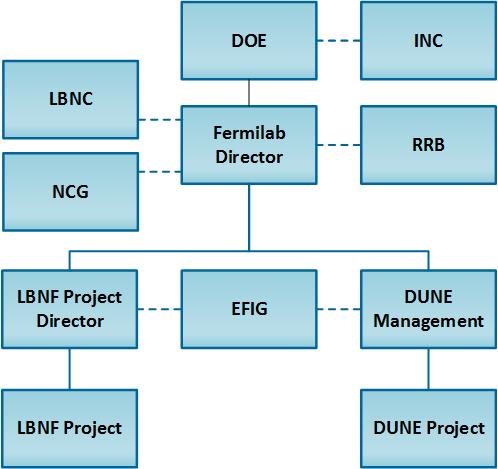 DOE
INC
LBNC
Fermilab
Director
RRB
NCG
LBNF Project
Director
EFIG
DUNE
Management
LBNF Project
DUNE Project